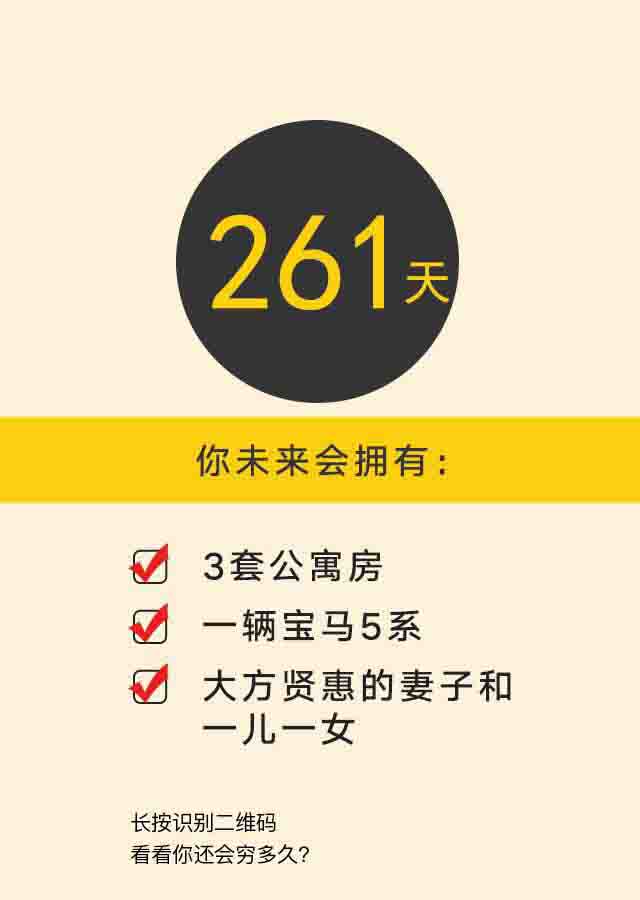 261天
你未来会拥有：
3套公寓房
一辆宝马5系
大方贤惠的妻子和
一儿一女
长按识别二维码
看看你还会穷多久？